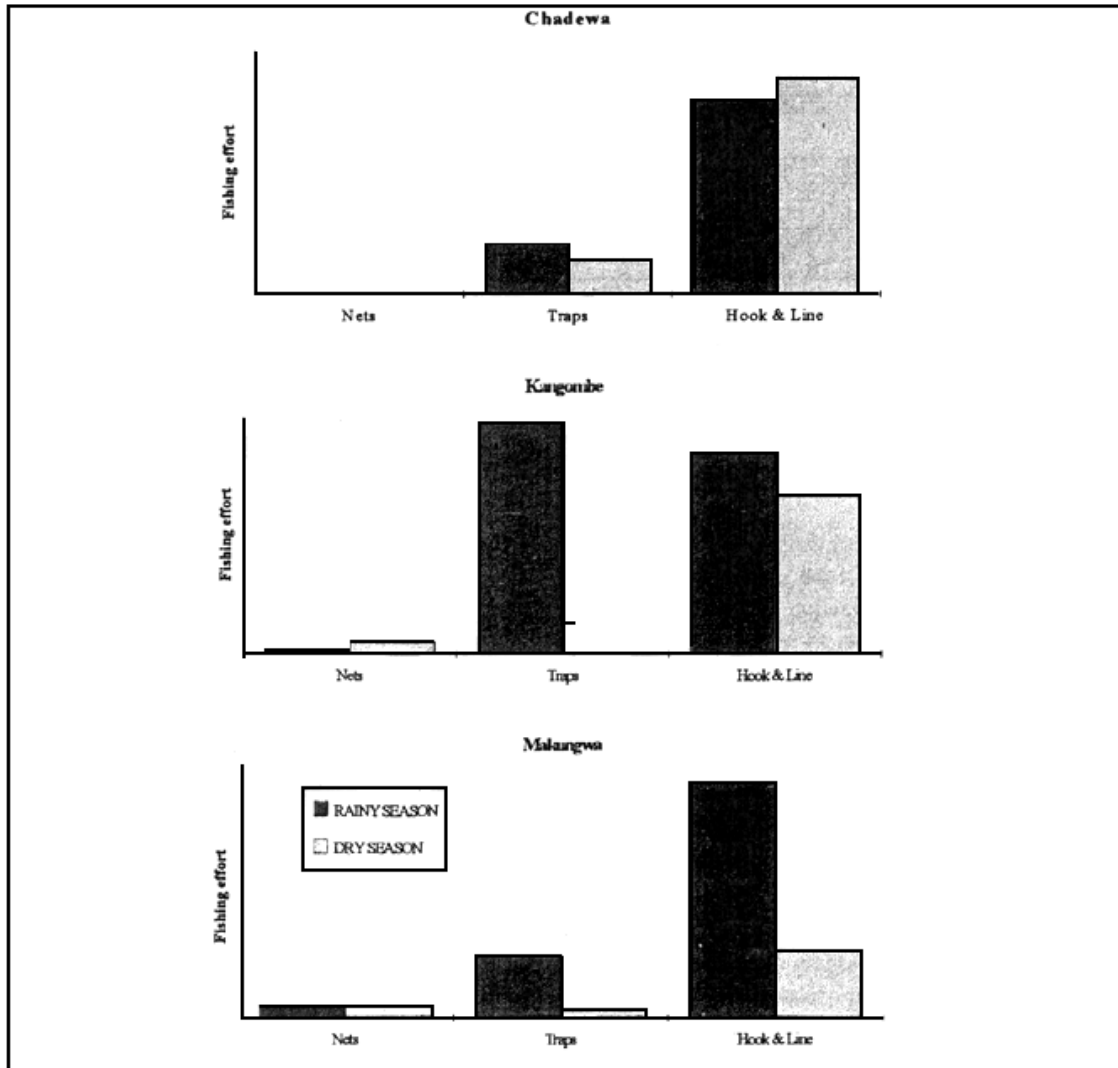 Chadewa
Fishing effort
Nets Traps Hook & Line
Kangombe
Fishing effort
Nets Traps Hook & Line
Makungwa
RAINY SEASON
DRY SEASON
Fishing effort
Nets Traps Hook & Line